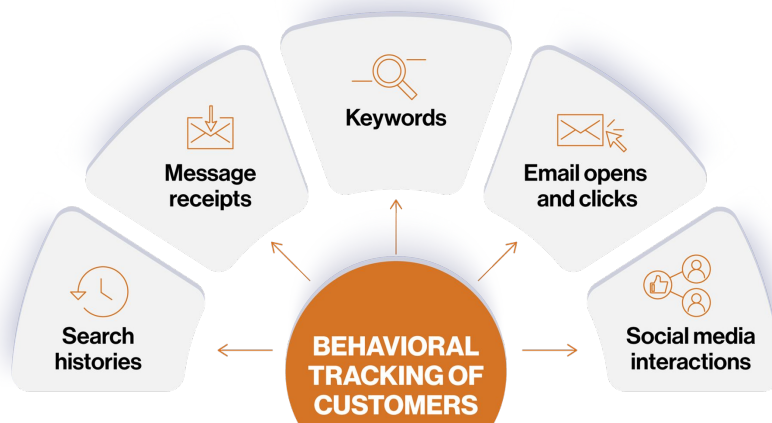 Keywords
Message
receipts
Email opens
and clicks
Search
histories
Social media
interactions
BEHAVIORAL
TRACKING OF
CUSTOMERS